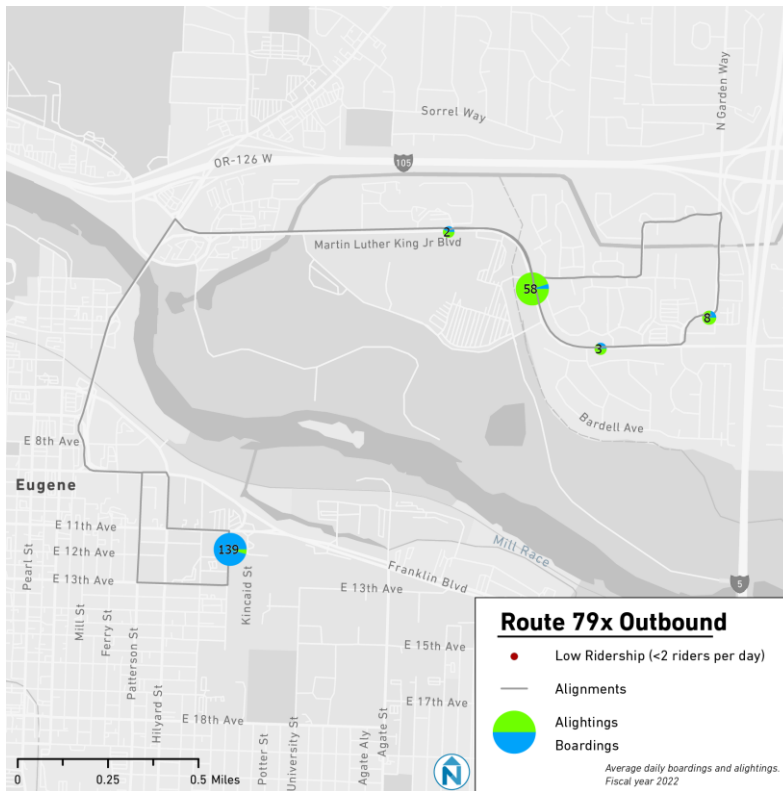 Sorrel Way
N Garden Way
OR-126 W
105
2
Martin Luther King Jr Blvd
58
8
3
Bardell Ave
E 8th Ave
Eugene
E 11th Ave
139
E 12th Ave
Mill Race
E 13th Ave
Franklin Blvd
E 13th Ave
5
Pearl St
Mill St
Ferry St
Patterson St
Hilyard St
Kincaid St
E 15th Ave
E 17th Ave
E 18th Ave
Potter St
University St
Agate Aly
Agate St
0 0.25 0.5 Miles
N
Route 79x Outbound
Low Ridership (<2 riders per day)
Alignments
Alightings
Boardings
Average daily boardings and alightings.
Fiscal year 2022